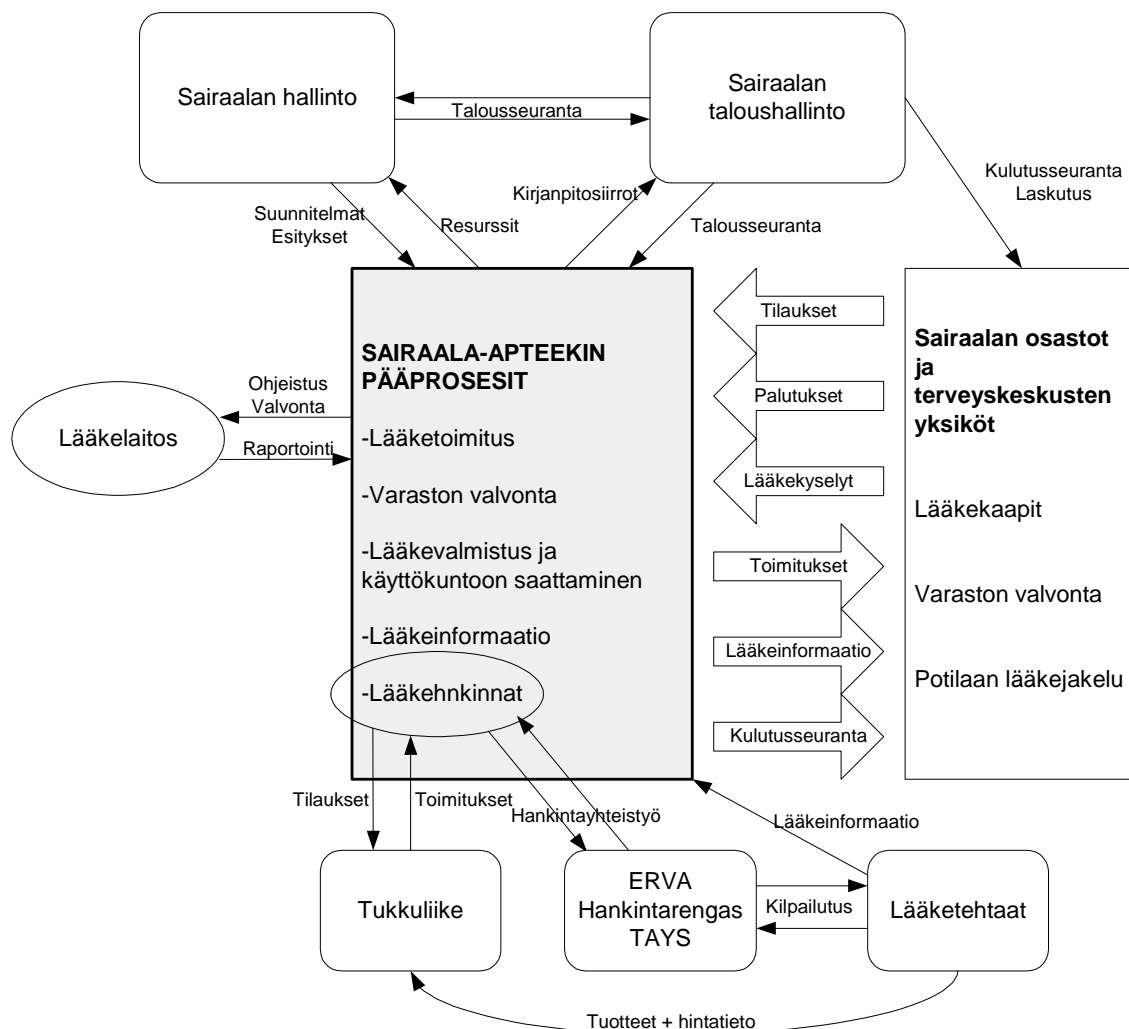 Sairaalan hallinto
Sairaalan
taloushallinto
Talousseuranta
Kulutusseuranta
Laskutus
Suunnitelmat
Esitykset
Resurssit
Kirjanpitosiirrot
Talousseuranta
SAIRAALA-APTEEKIN
PÄÄPROSESIT
-Lääketoimitus
-Varaston valvonta
-Lääkevalmistus ja
käyttökuntoon saattaminen
-Lääkeinformaatio
-Lääkehnkinnat
Ohjeistus
Valvonta
Lääkelaitos
Raportointi
Tilaukset
Palutukset
Lääkekyselyt
Toimitukset
Lääkeinformaatio
Kulutusseuranta
Sairaalan osastot
ja
terveyskeskusten
yksiköt
Lääkekaapit
Varaston valvonta
Potilaan lääkejakelu
Tilaukset
Toimitukset
Hankintayhteistyö
Lääkeinformaatio
Tukkuliike
ERVA
Hankintarengas
TAYS
Kilpailutus
Lääketehtaat
Tuotteet + hintatieto